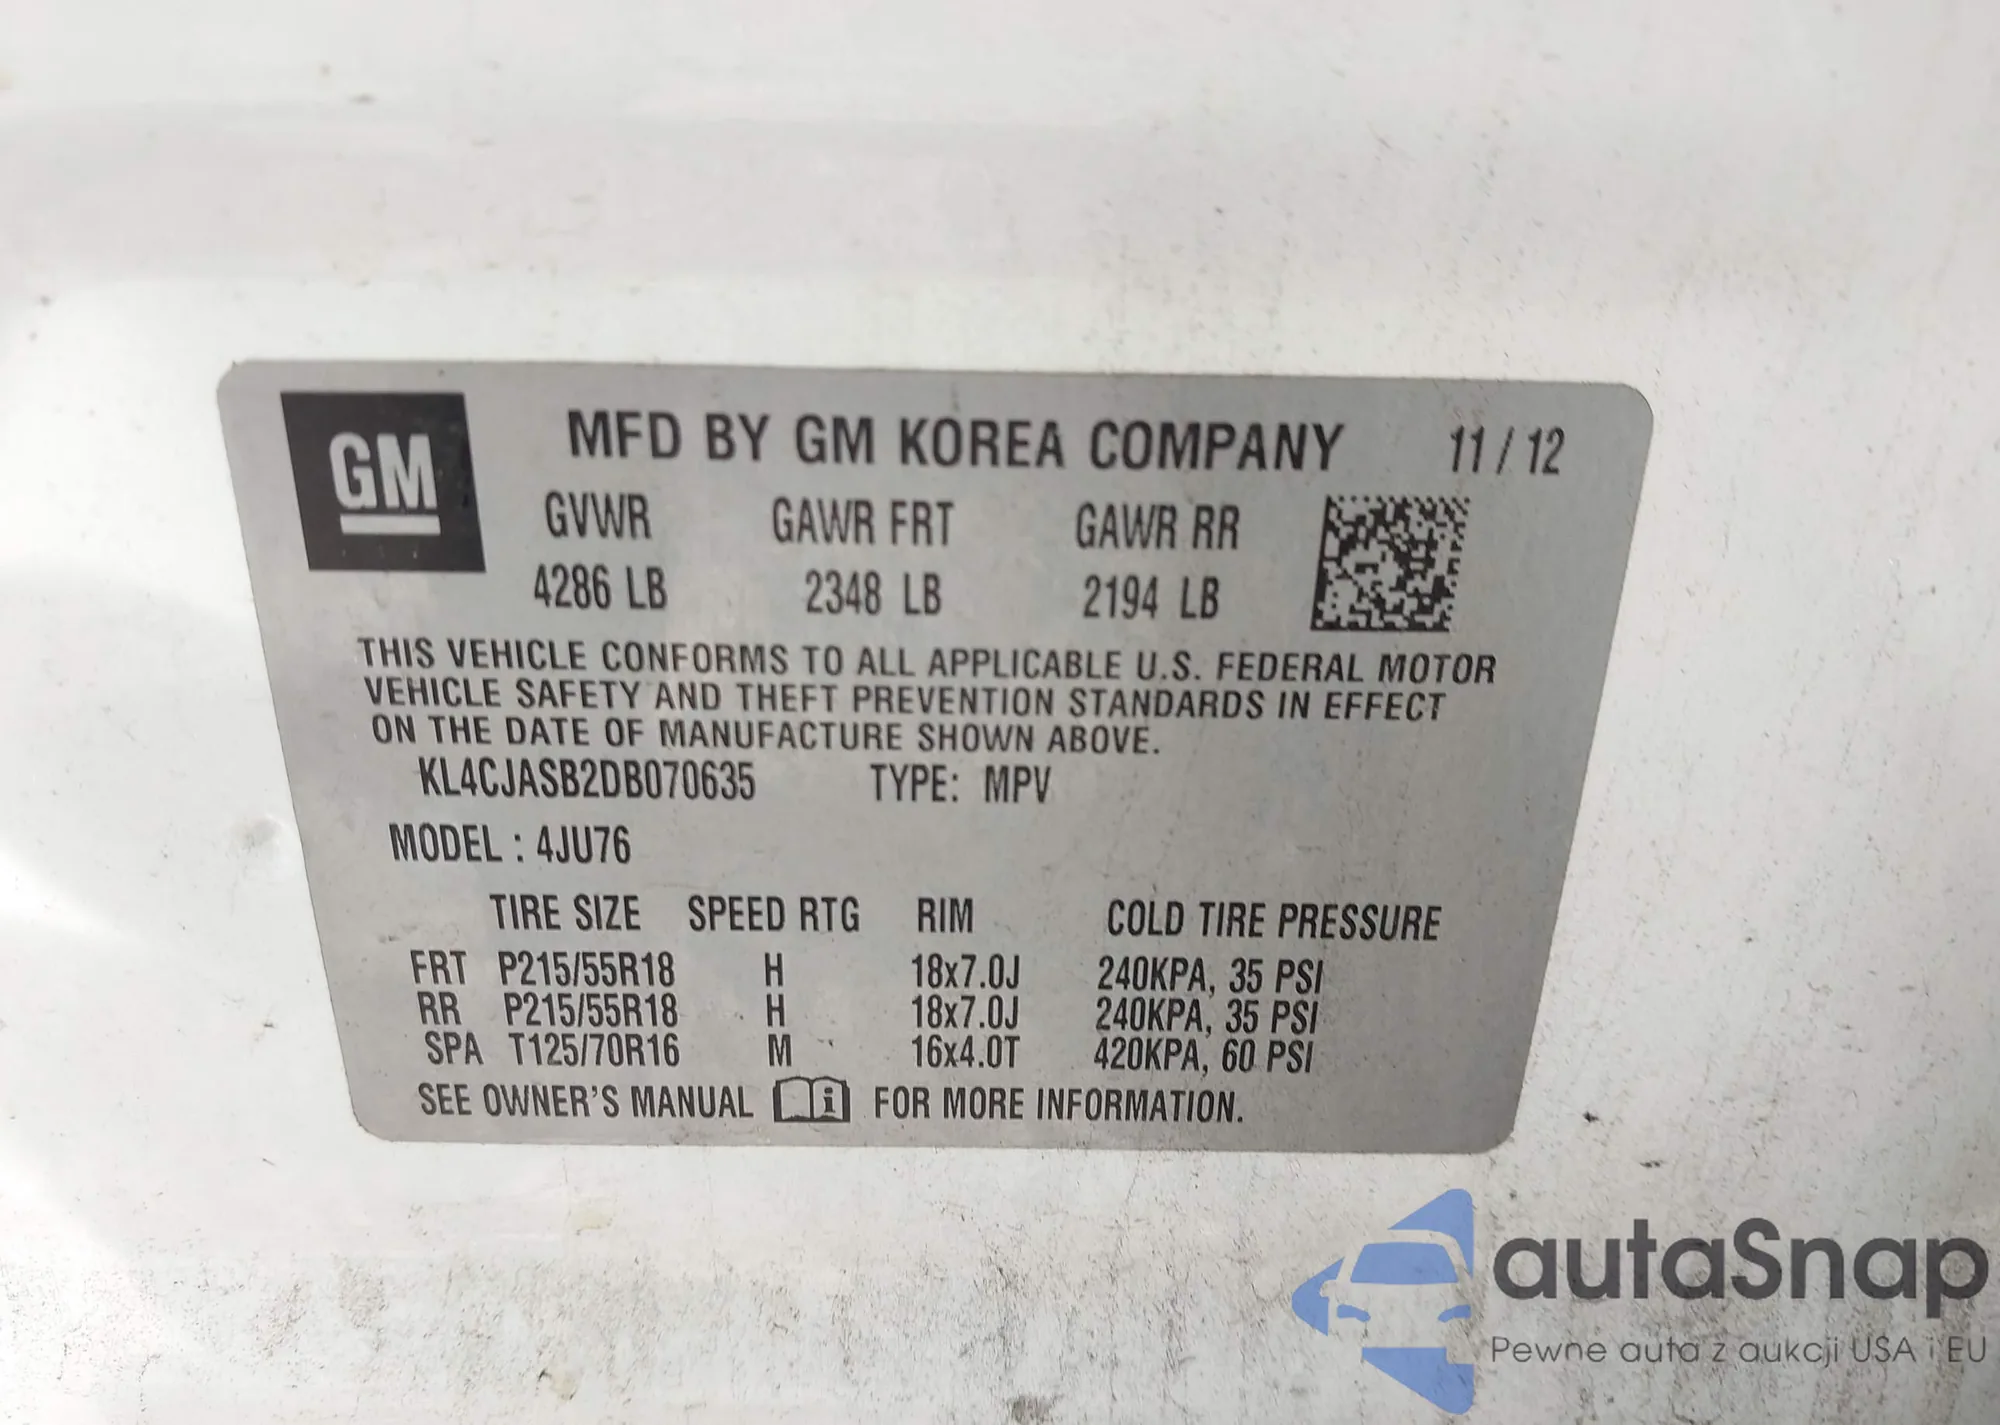 GM
MFD BY GM KOREA COMPANY 11 / 12
GVWR GAWR FRT GAWR RR
4286 LB 2348 LB 2194 LB
THIS VEHICLE CONFORMS TO ALL APPLICABLE U.S. FEDERAL MOTOR
VEHICLE SAFETY AND THEFT PREVENTION STANDARDS IN EFFECT
ON THE DATE OF MANUFACTURE SHOWN ABOVE.
KL4CJASB2DB070635 TYPE: MPV
MODEL : 4JU76
TIRE SIZE SPEED RTG RIM COLD TIRE PRESSURE
FRT P215/55R18 H 18x7.0J 240KPA, 35 PSI
RR P215/55R18 H 18x7.0J 240KPA, 35 PSI
SPA T125/70R16 M 16x4.0T 420KPA, 60 PSI
SEE OWNER'S MANUAL i FOR MORE INFORMATION.
autaSnap
Pewne auta z aukcji USA i EU